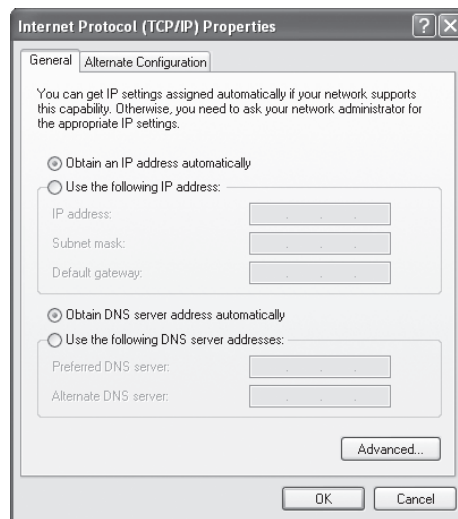 Internet Protocol (TCP/IP) Properties
General
Alternate Configuration
You can get IP settings assigned automatically if your network supports
this capability. Otherwise, you need to ask your network administrator for
the appropriate IP settings.
Obtain an IP address automatically
Use the following IP address:
IP address:
Subnet mask:
Default gateway:
Obtain DNS server address automatically
Use the following DNS server addresses:
Preferred DNS server:
Alternate DNS server:
Advanced...
OK
Cancel